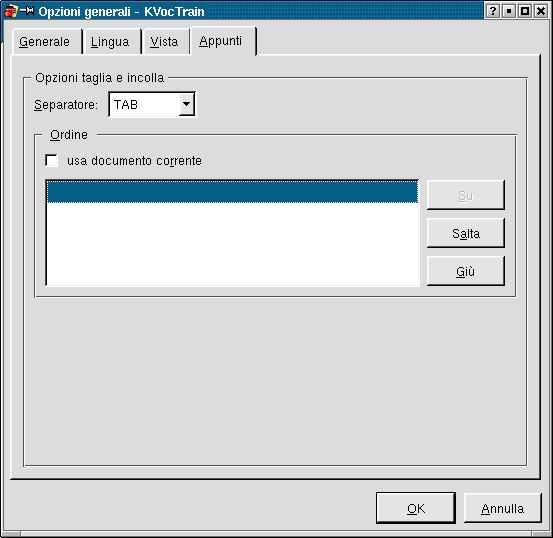 Opzioni generali - KVocTrain
Generale Lingua Vista Appunti
Opzioni taglia e incolla
Separatore: TAB
Ordine
usa documento corrente
Su
Salta
Giù
OK Annulla